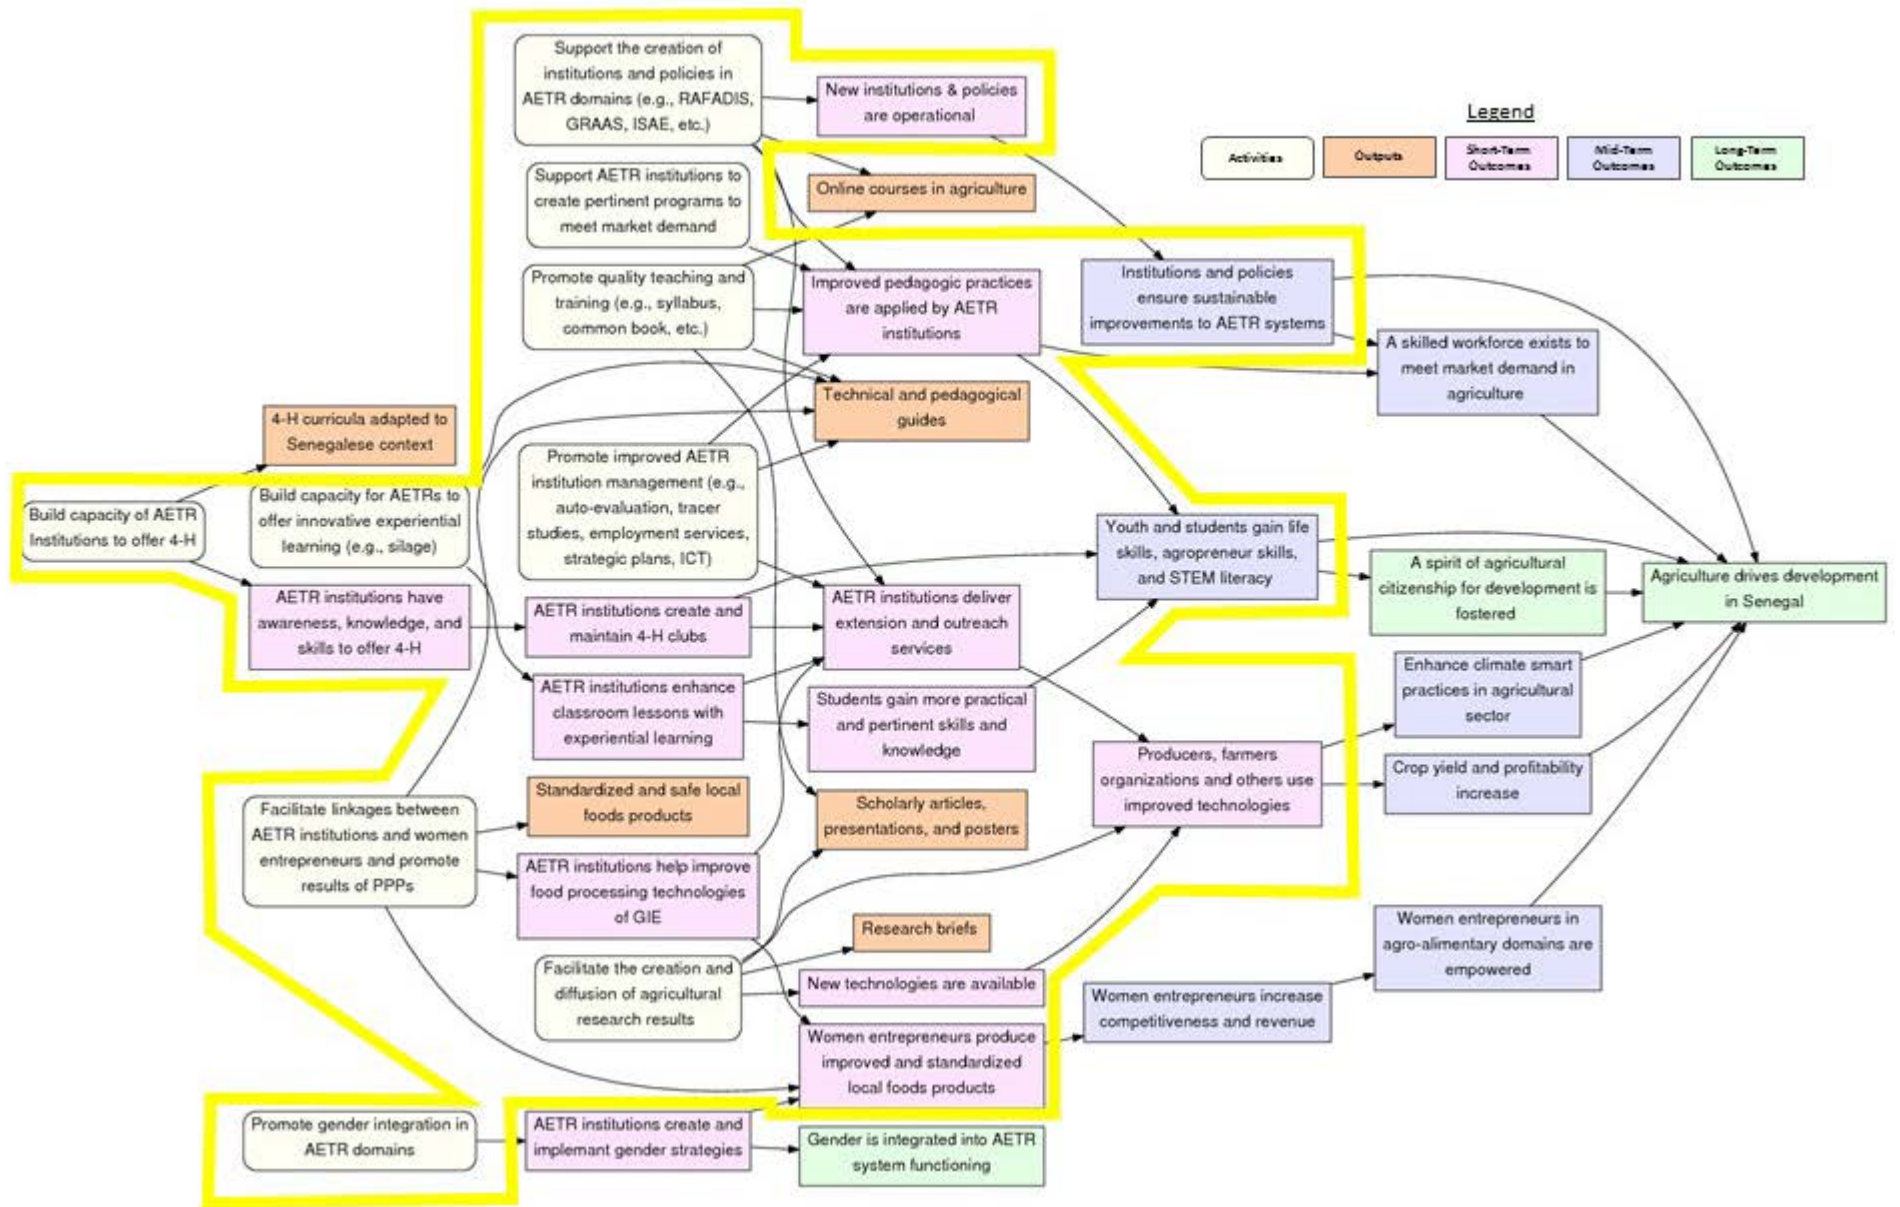 Support the creation of
institutions and policies in
AETR domains (e.g., RAFADIS,
GRAAS, ISAE, etc.)
New institutions & policies
are operational
Legend
Activities
Outputs
Short-Term
Outcomes
Mid-Term
Outcomes
Long-Term
Outcomes
Support AETR institutions to
create pertinent programs to
meet market demand
Online courses in agriculture
Promote quality teaching and
training (e.g., syllabus,
common book, etc.)
Improved pedagogic practices
are applied by AETR
institutions
Institutions and policies
ensure sustainable
improvements to AETR systems
A skilled workforce exists to
meet market demand in
agriculture
Technical and pedagogical
guides
4-H curricula adapted to
Senegalese context
Promote improved AETR
institution management (e.g.,
auto-evaluation, tracer
studies, employment services,
strategic plans, ICT)
Build capacity of AETR
Institutions to offer 4-H
Build capacity for AETRs to
offer innovative experiential
learning (e.g., silage)
Youth and students gain life
skills, agropreneur skills,
and STEM literacy
A spirit of agricultural
citizenship for development is
fostered
Agriculture drives development
in Senegal
AETR institutions have
awareness, knowledge, and
skills to offer 4-H
AETR institutions create and
maintain 4-H clubs
AETR institutions deliver
extension and outreach
services
Enhance climate smart
practices in agricultural
sector
AETR institutions enhance
classroom lessons with
experiential learning
Students gain more practical
and pertinent skills and
knowledge
Producers, farmers
organizations and others use
improved technologies
Crop yield and profitability
increase
Facilitate linkages between
AETR institutions and women
entrepreneurs and promote
results of PPPs
Standardized and safe local
foods products
Scholarly articles,
presentations, and posters
AETR institutions help improve
food processing technologies
of GIE
Research briefs
Women entrepreneurs in
agro-alimentary domains are
empowered
Facilitate the creation and
diffusion of agricultural
research results
New technologies are available
Women entrepreneurs increase
competitiveness and revenue
Women entrepreneurs produce
improved and standardized
local foods products
Promote gender integration in
AETR domains
AETR institutions create and
implemant gender strategies
Gender is integrated into AETR
system functioning